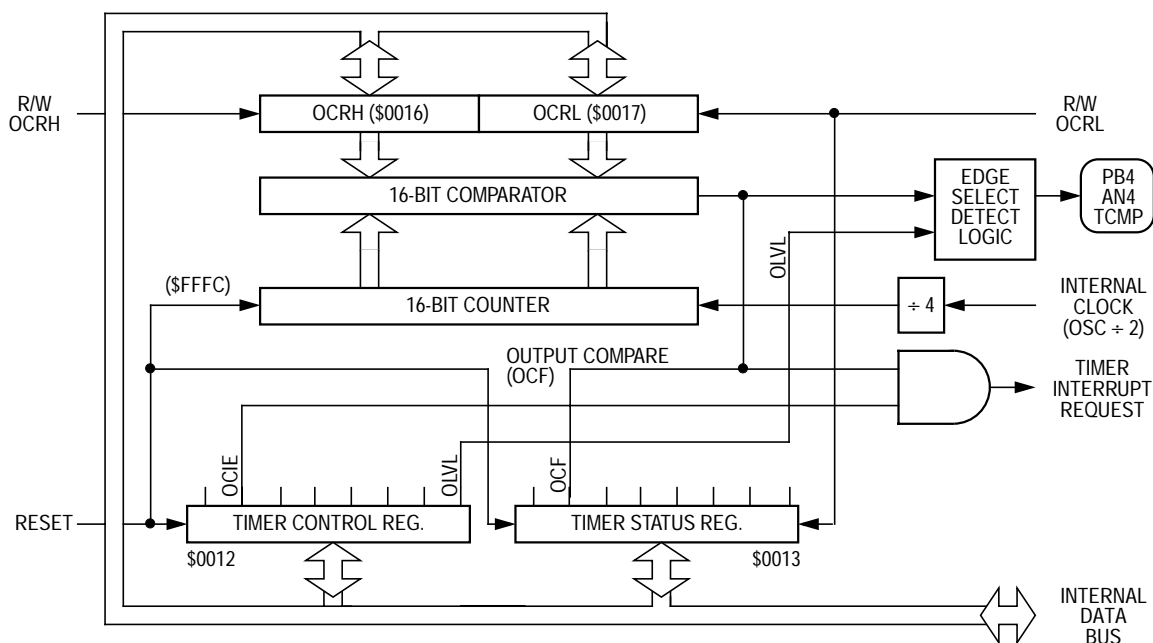 R/W
OCRH
OCRH ($0016)
OCRL ($0017)
R/W
OCRL
16-BIT COMPARATOR
EDGE
SELECT
DETECT
LOGIC
PB4
AN4
TCMP
OLVL
($FFFC)
16-BIT COUNTER
÷ 4
INTERNAL
CLOCK
(OSC ÷ 2)
OUTPUT COMPARE
(OCF)
TIMER
INTERRUPT
REQUEST
OCIE
OLVL
OCF
RESET
TIMER CONTROL REG.
TIMER STATUS REG.
$0012
$0013
INTERNAL
DATA
BUS